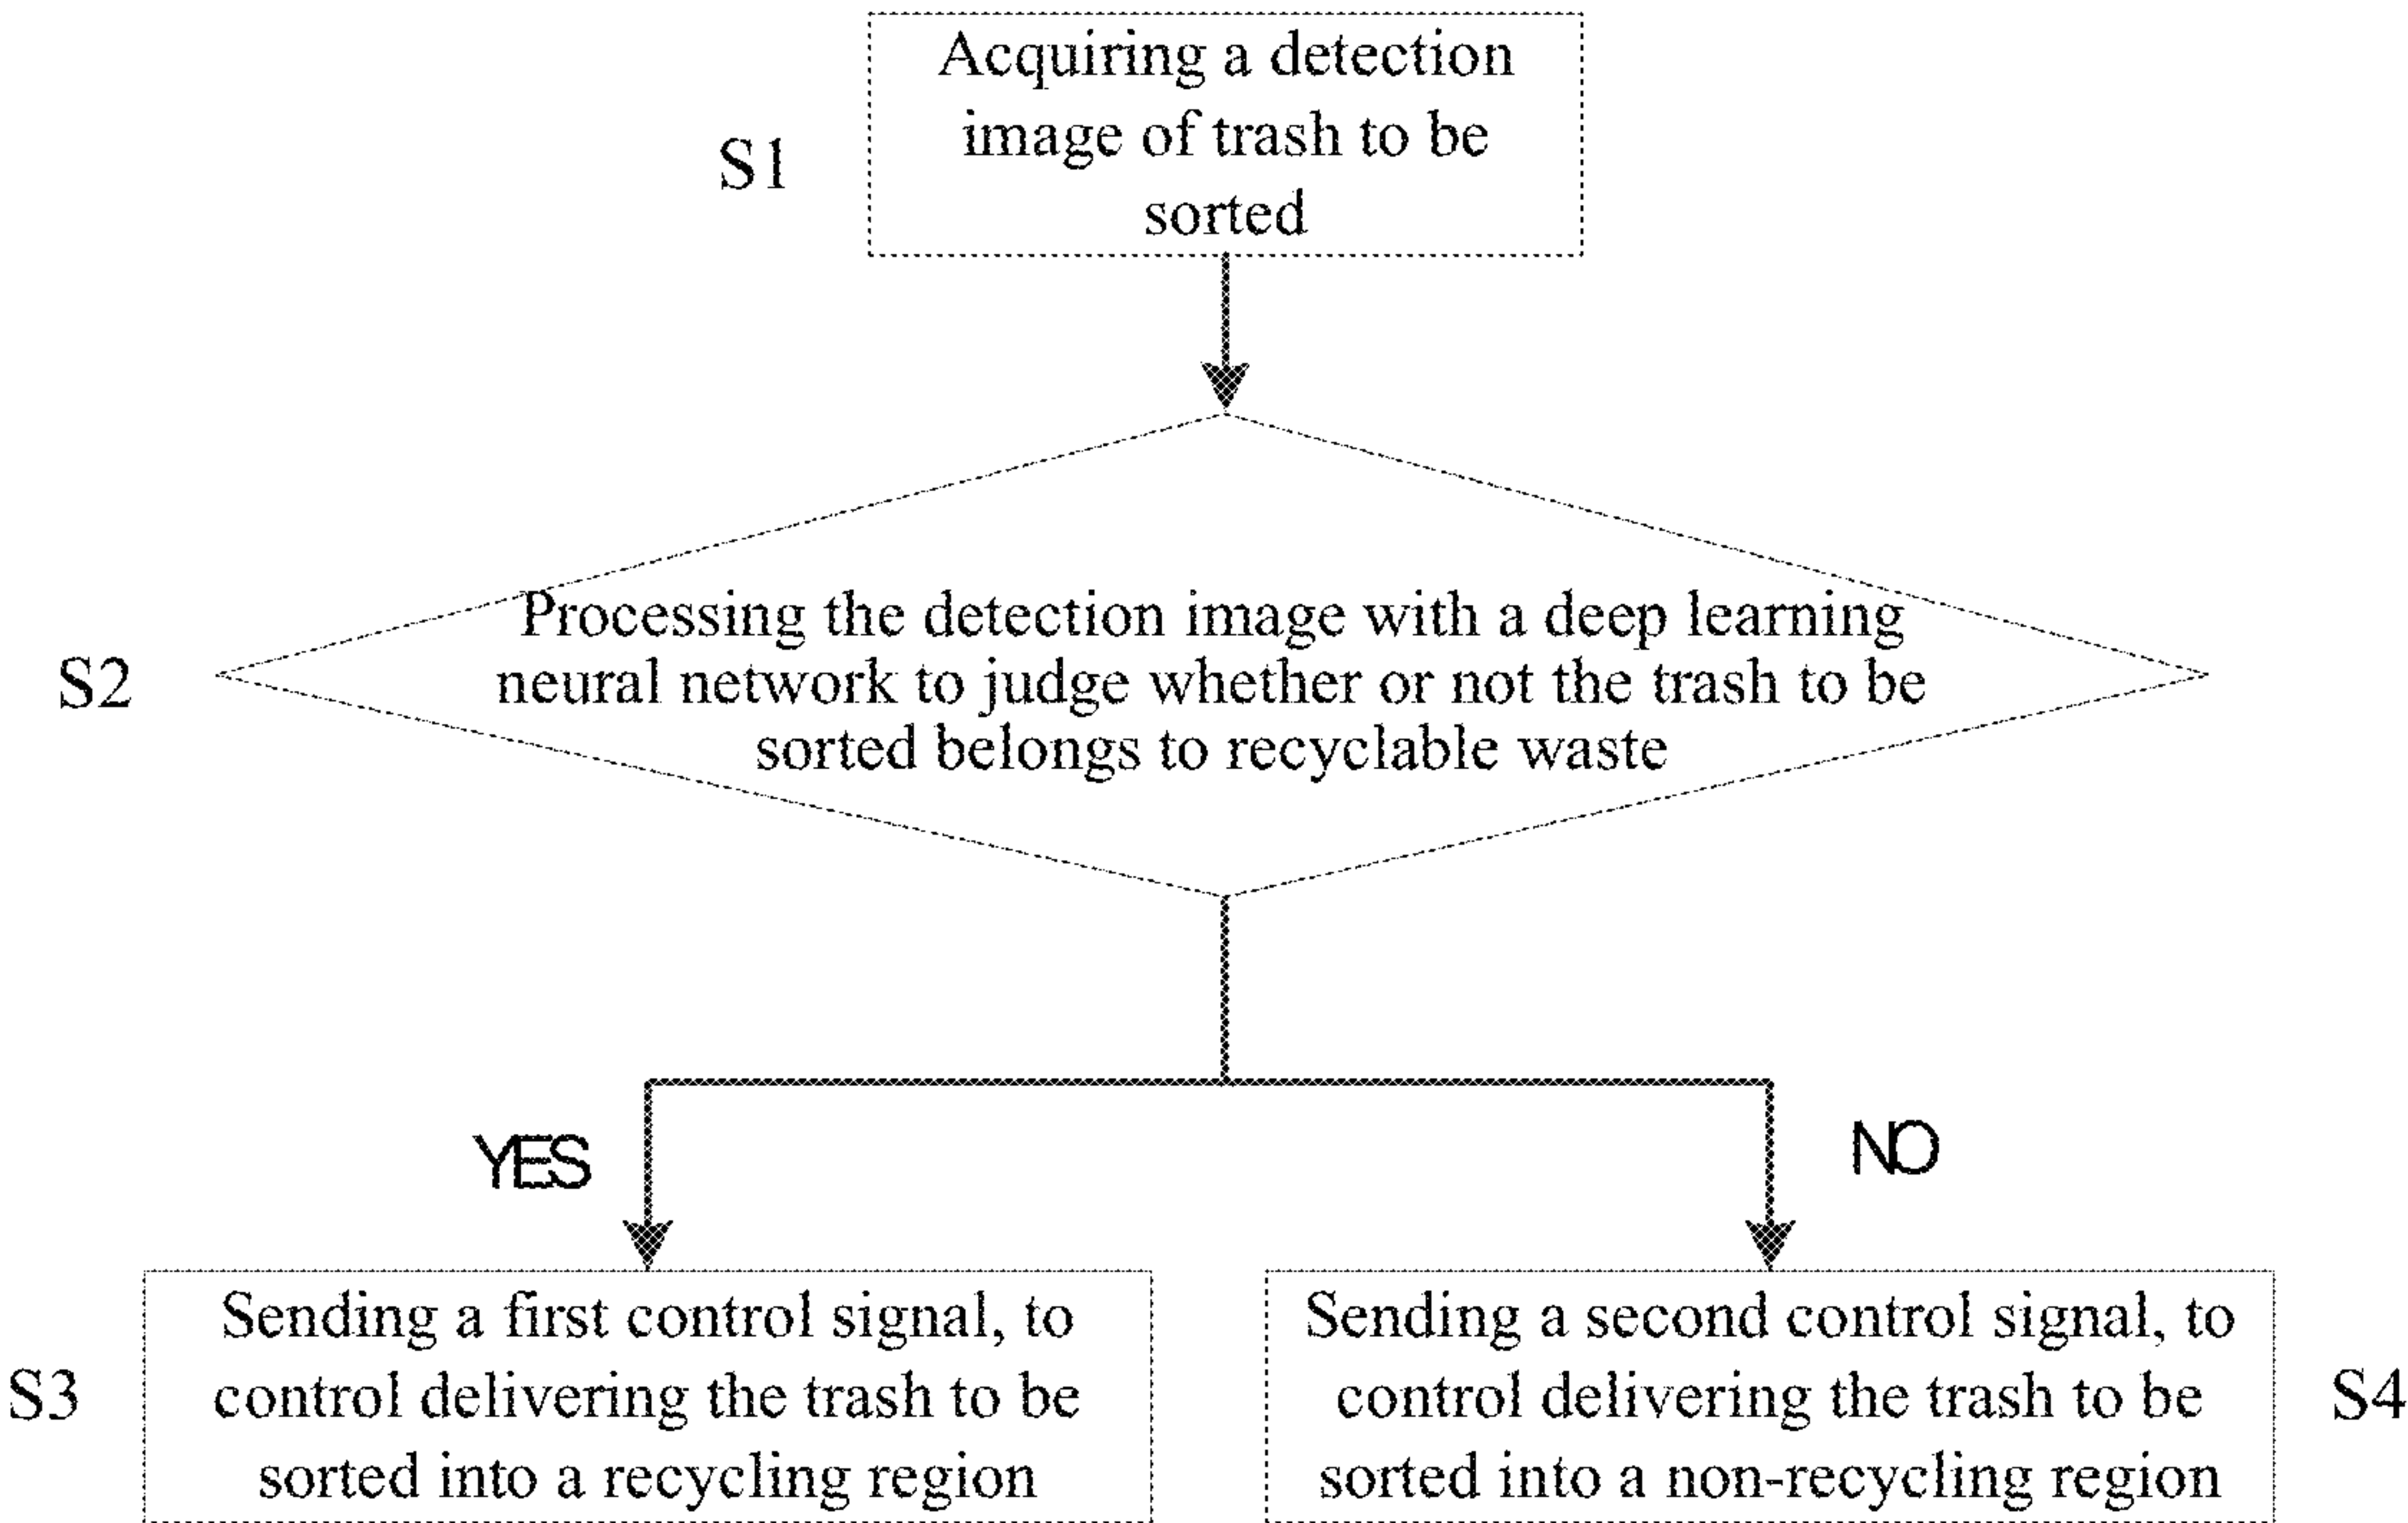 S1
Acquiring a detection
image of trash to be
sorted
S2
Processing the detection image with a deep learning
neural network to judge whether or not the trash to be
sorted belongs to recyclable waste
YES
NO
S3
Sending a first control signal, to
control delivering the trash to be
sorted into a recycling region
Sending a second control signal, to
control delivering the trash to be
sorted into a non-recycling region
S4